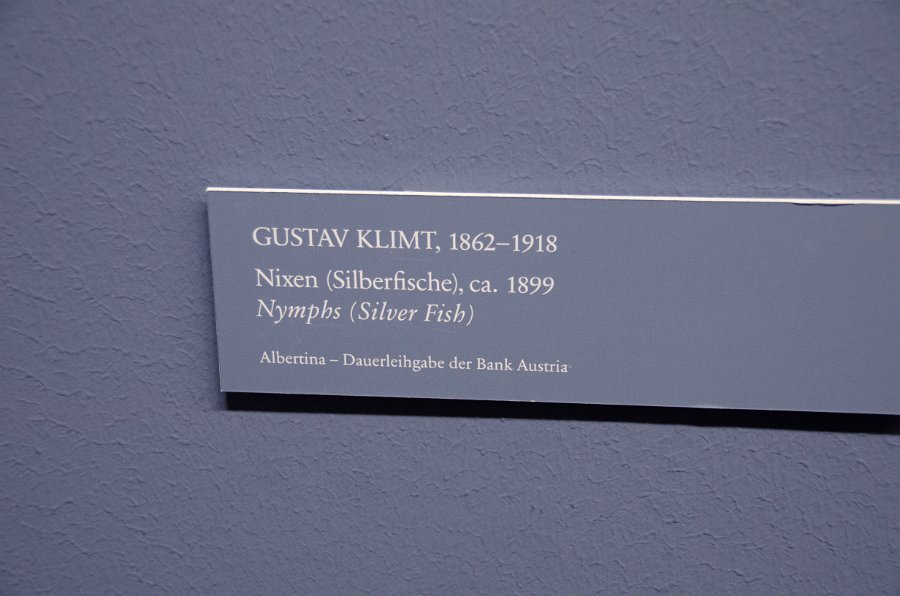 GUSTAV KLIMT, 1862–1918
Nixen (Silberfische), ca. 1899
Nymphs (Silver Fish)
Albertina – Dauerleihgabe der Bank Austria